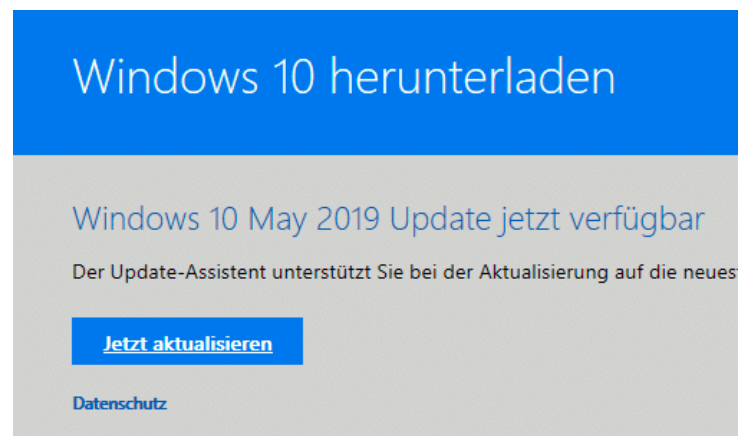 Windows 10 herunterladen
Windows 10 May 2019 Update jetzt verfügbar
Der Update-Assistent unterstützt Sie bei der Aktualisierung auf die
Jetzt aktualisieren
Datenschutz